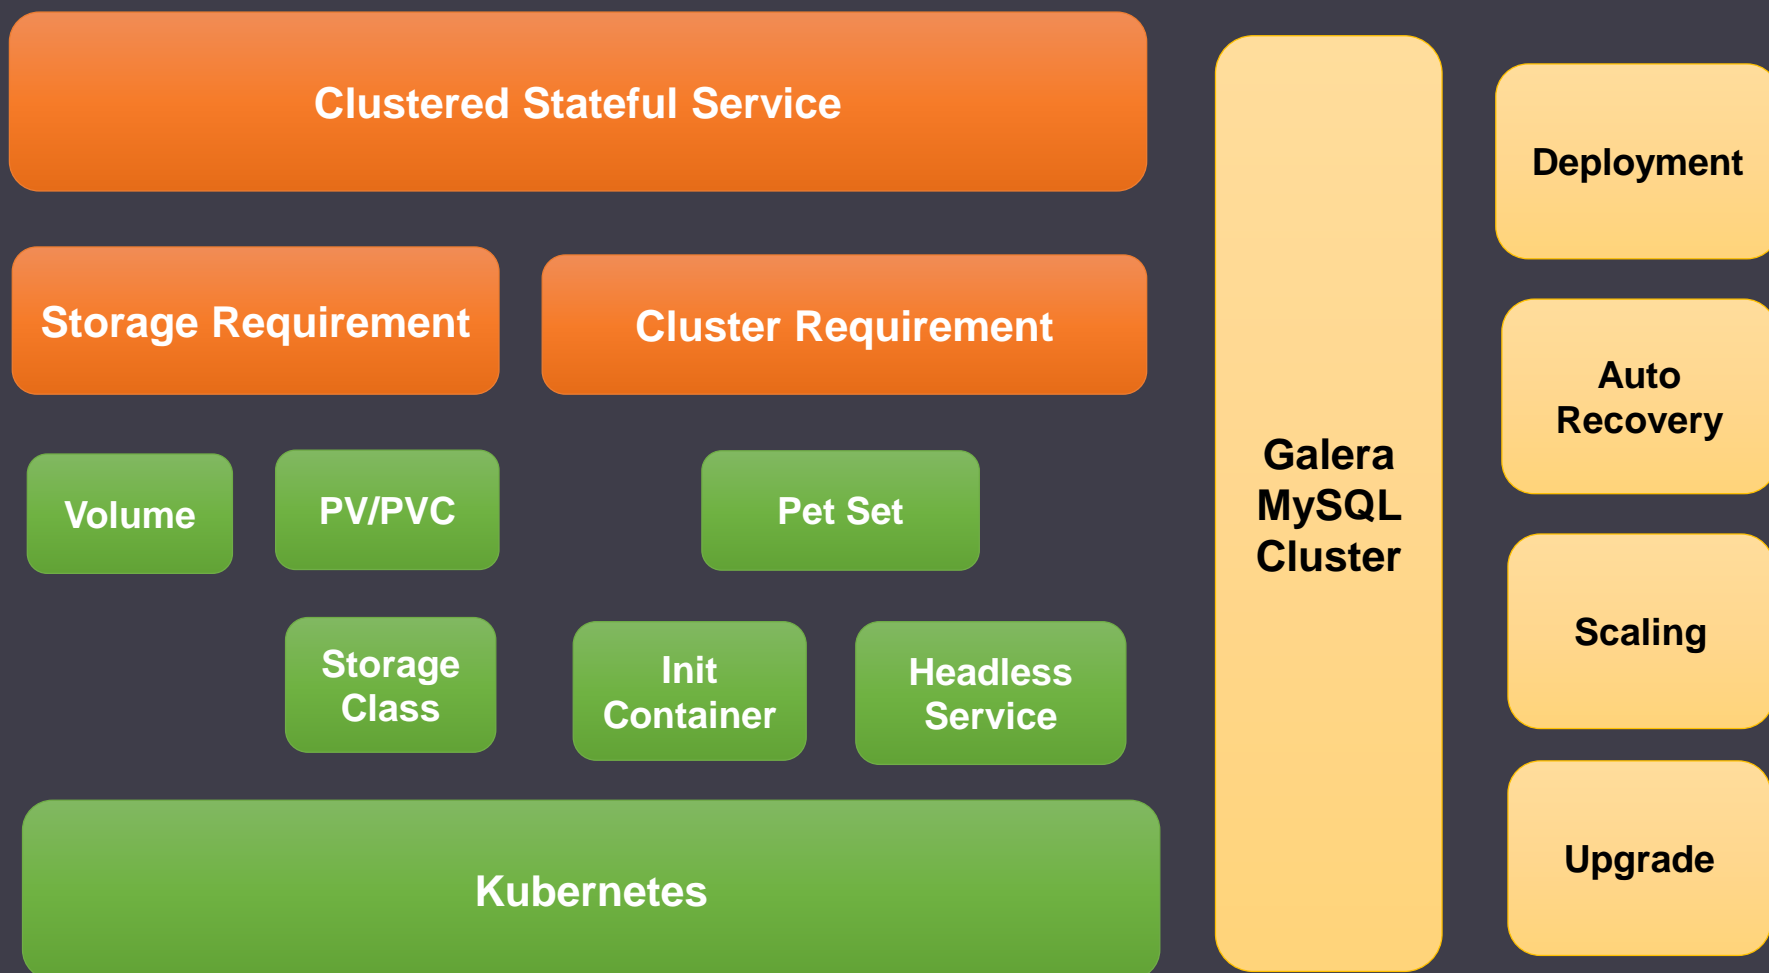 Clustered Stateful Service
Storage Requirement
Cluster Requirement
Volume
PV/PVC
Pet Set
Storage
Class
Init
Container
Headless
Service
Kubernetes
Galera
MySQL
Cluster
Deployment
Auto
Recovery
Scaling
Upgrade